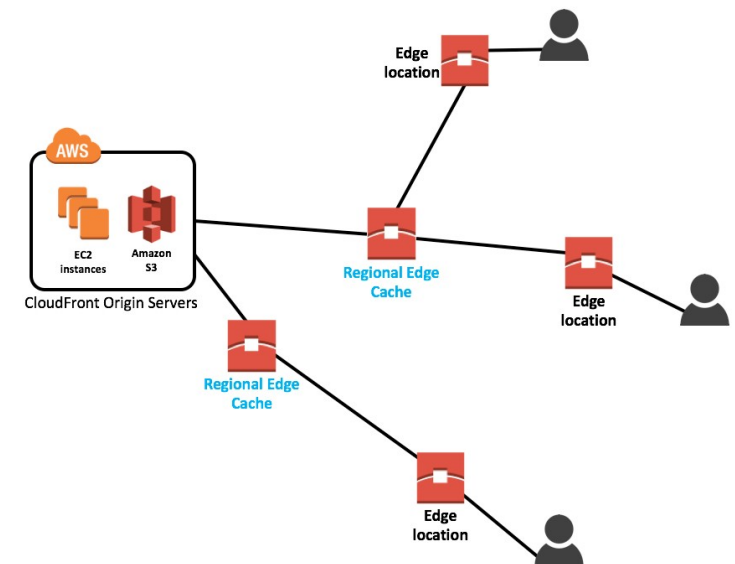 Edge
location
AWS
EC2
instances
Amazon
S3
CloudFront Origin Servers
Regional Edge
Cache
Edge
location
Regional Edge
Cache
Edge
location